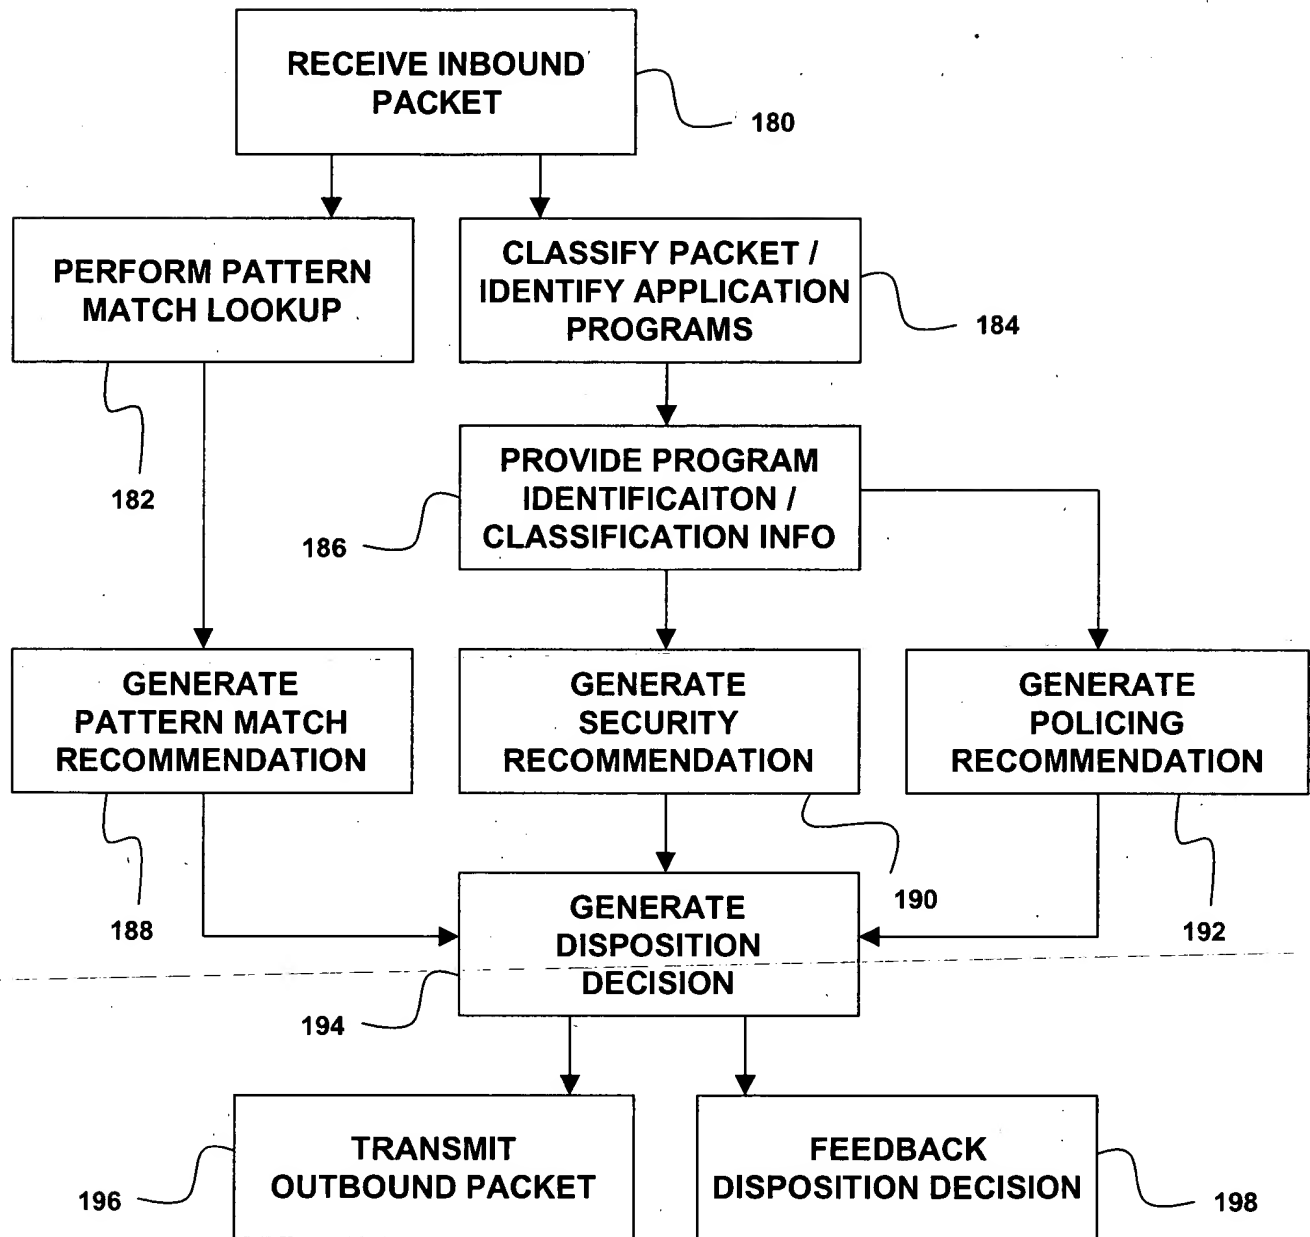 RECEIVE INBOUND
PACKET
180
PERFORM PATTERN
MATCH LOOKUP
182
CLASSIFY PACKET /
IDENTIFY APPLICATION
PROGRAMS
184
PROVIDE PROGRAM
IDENTIFICAITON /
CLASSIFICATION INFO
186
GENERATE
PATTERN MATCH
RECOMMENDATION
188
GENERATE
SECURITY
RECOMMENDATION
190
GENERATE
POLICING
RECOMMENDATION
192
GENERATE
DISPOSITION
DECISION
194
TRANSMIT
OUTBOUND PACKET
196
FEEDBACK
DISPOSITION DECISION
198